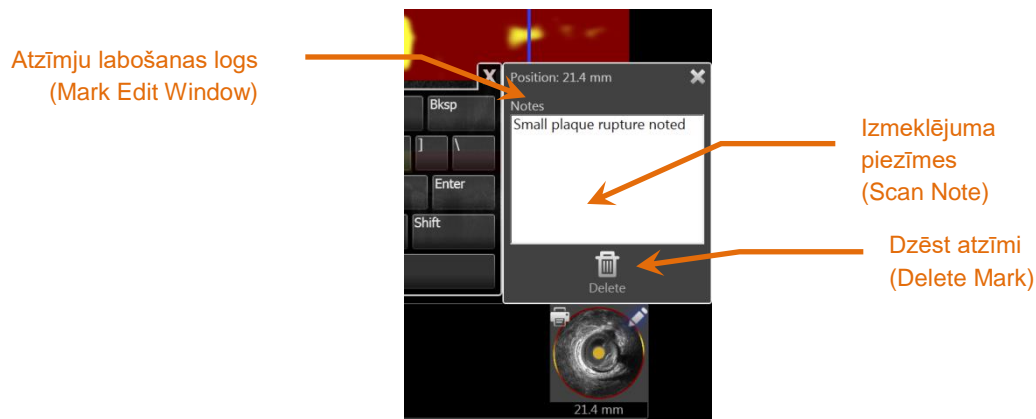 Atzīmju labošanas logs
(Mark Edit Window)
X
Position: 21.4 mm
Notes
Small plaque rupture noted
Bksp
]
\
Enter
Shift
Izmeklējuma
piezīmes
(Scan Note)
Dzēst atzīmi
(Delete Mark)
Delete
21.4 mm